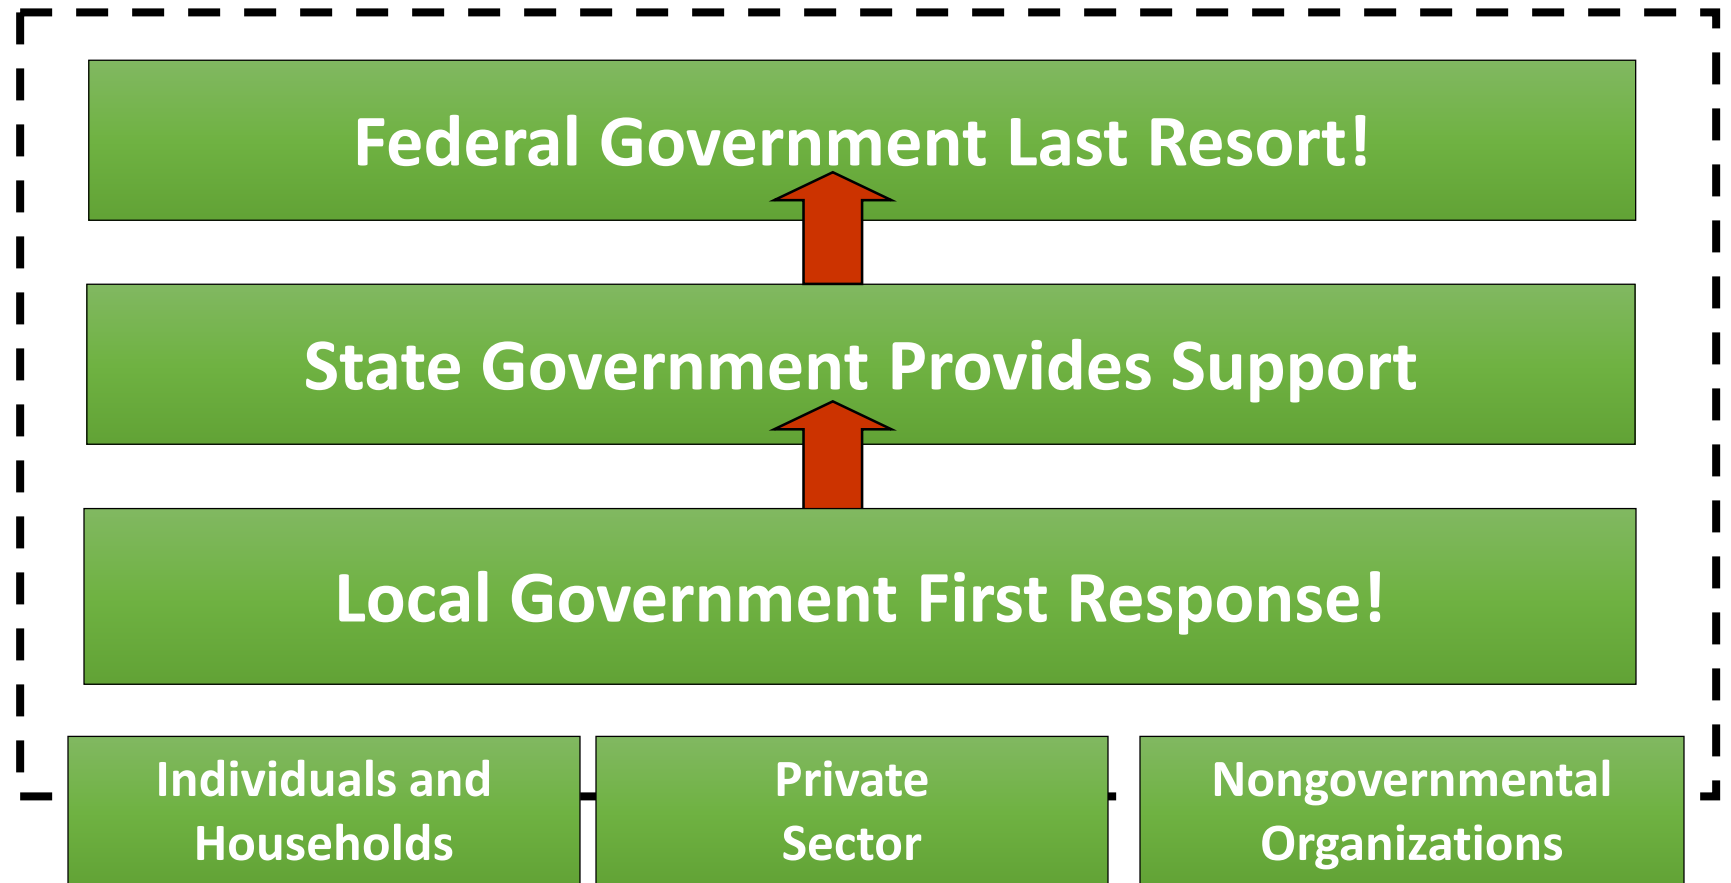 Federal Government Last Resort!
State Government Provides Support
Local Government First Response!
Individuals and
Households
Private
Sector
Nongovernmental
Organizations